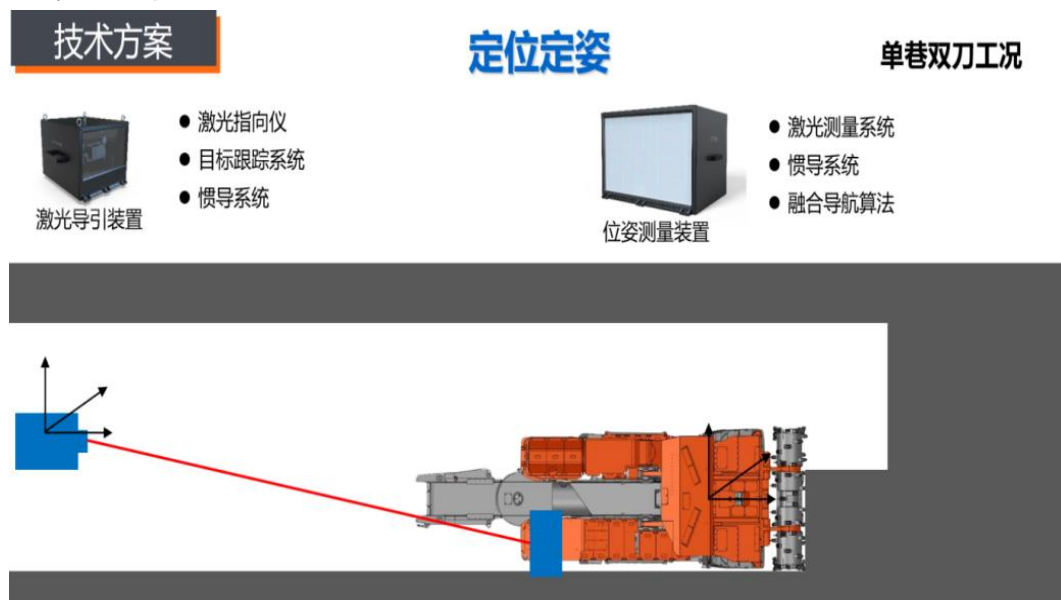 技术方案
定位定姿
单巷双刀工况
● 激光指向仪
● 目标跟踪系统
● 惯导系统
激光导引装置
● 激光测量系统
● 惯导系统
● 融合导航算法
位姿测量装置